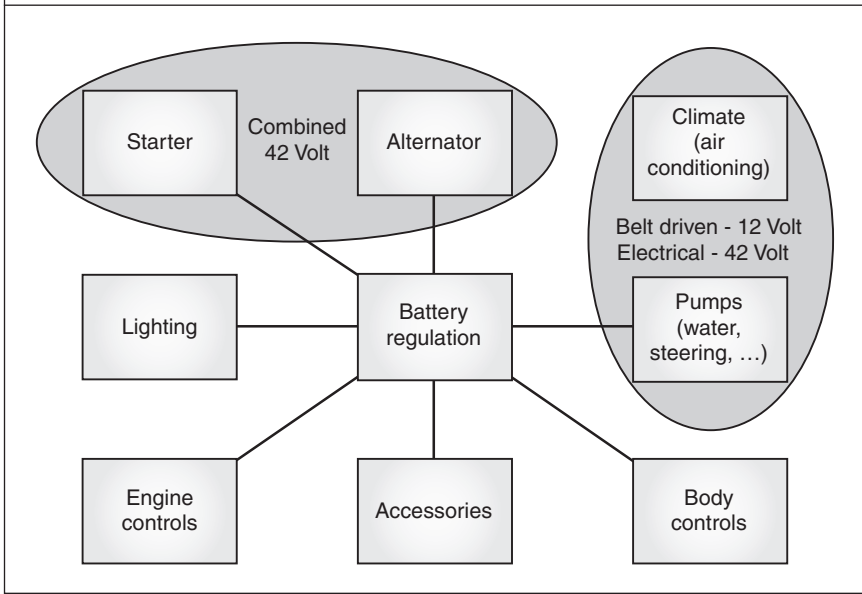 Starter
Combined
42 Volt
Alternator
Climate
(air
conditioning)
Belt driven - 12 Volt
Electrical - 42 Volt
Lighting
Battery
regulation
Pumps
(water,
steering, …)
Engine
controls
Accessories
Body
controls